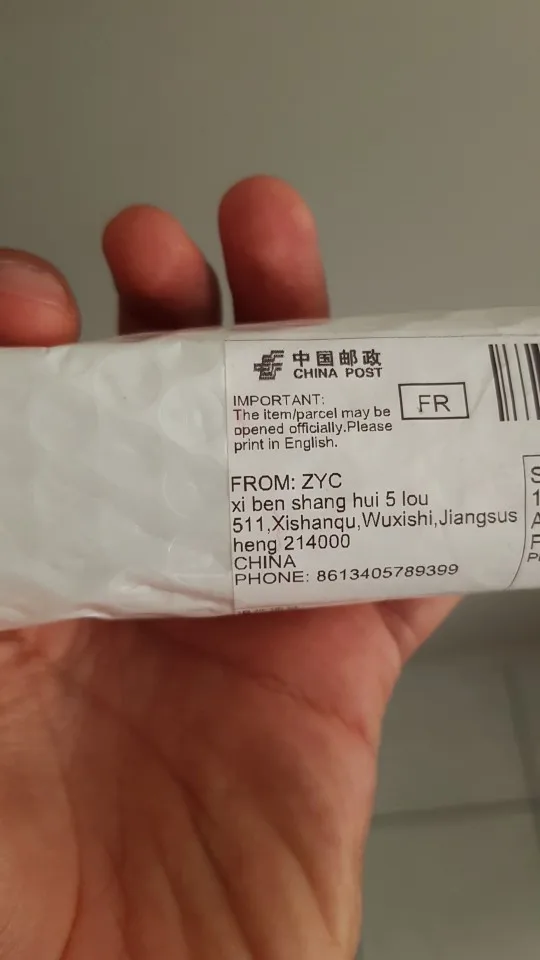 中国邮政
CHINA POST
IMPORTANT:
The item/parcel may be
opened officially.Please
print in English.
FR
FROM: ZYC
xi ben shang hui 5 lou
511,Xishanqu,Wuxishi,Jiangsus
heng 214000
CHINA
PHONE: 8613405789399